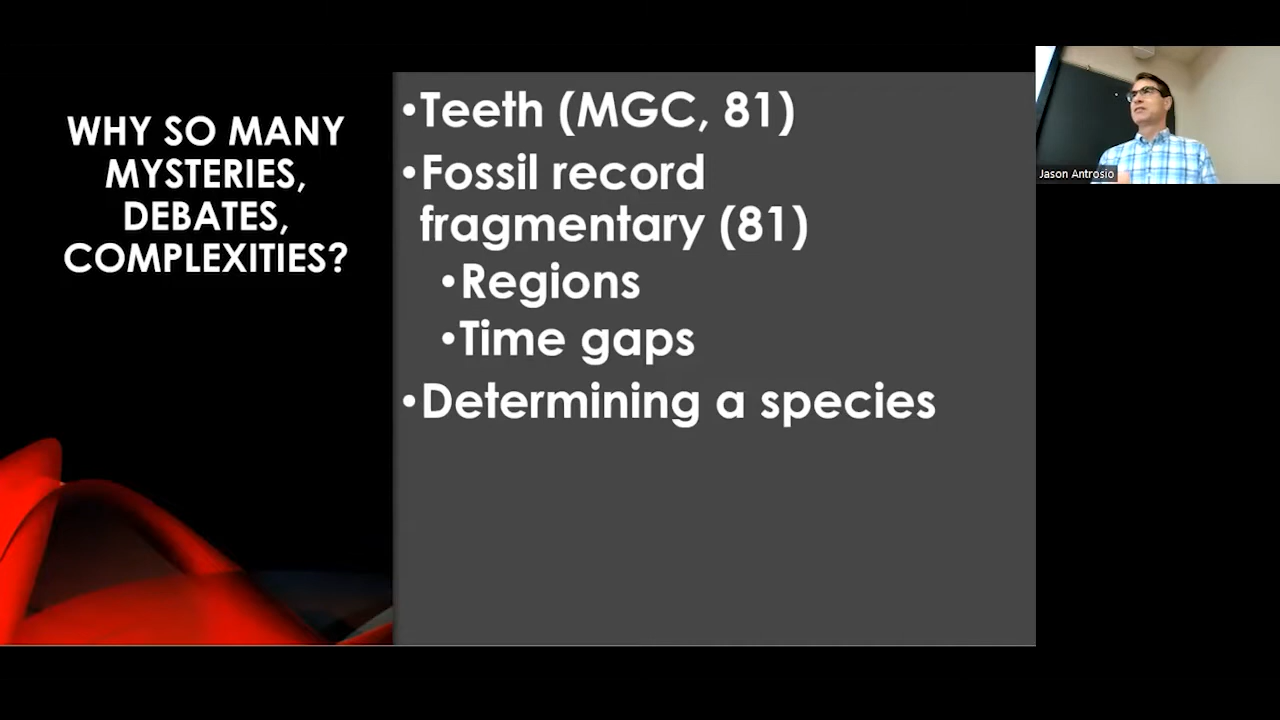 WHY SO MANY
MYSTERIES,
DEBATES,
COMPLEXITIES?
•Teeth (MGC, 81)
•Fossil record
fragmentary (81)
•Regions
•Time gaps
•Determining a species
Jason Antrosio